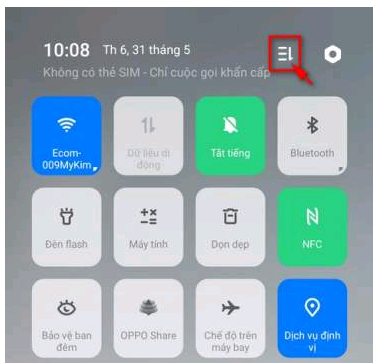 10:08 Th 6, 31 tháng 5
Không có thẻ SIM - Chỉ cuộc gọi khẩn cấp
Ecom-
009MyKim
Dữ liệu di
động
Tắt tiếng
Bluetooth
Đèn flash
Máy tính
Dọn dẹp
NFC
Bảo vệ ban
đêm
OPPO Share
Chế độ trên
máy bay
Dịch vụ định
vị